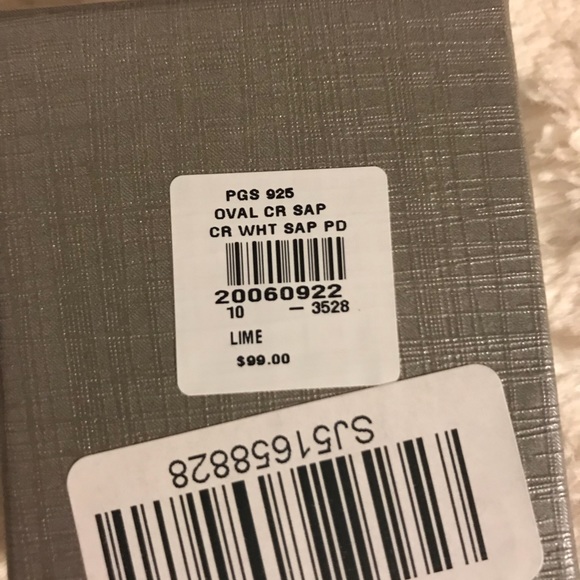 PGS 925
OVAL CR SAP
CR WHT SAP PD
20060922
10 - 3528
LIME
$99.00
SJ51658828